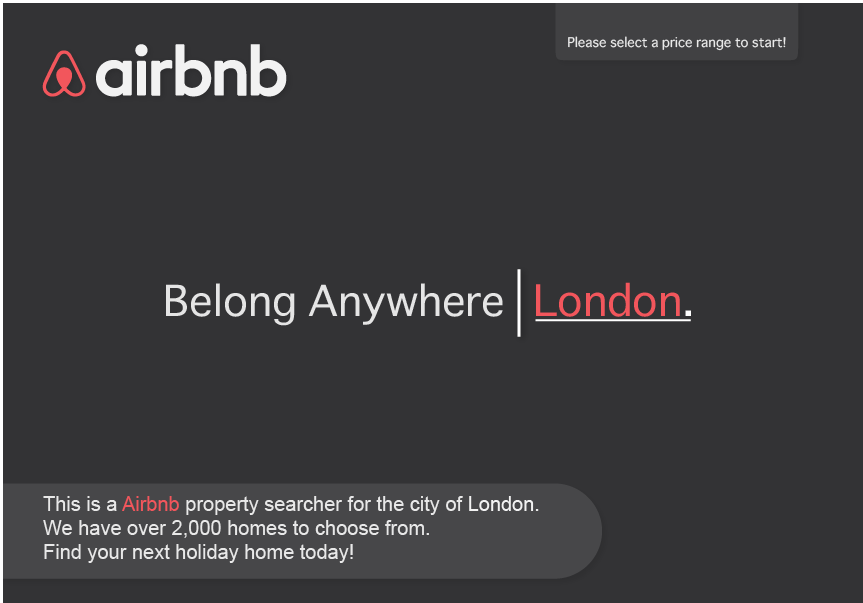 airbnb
Please select a price range to start!
Belong Anywhere London.
This is a Airbnb property searcher for the city of London.
We have over 2,000 homes to choose from.
Find your next holiday home today!